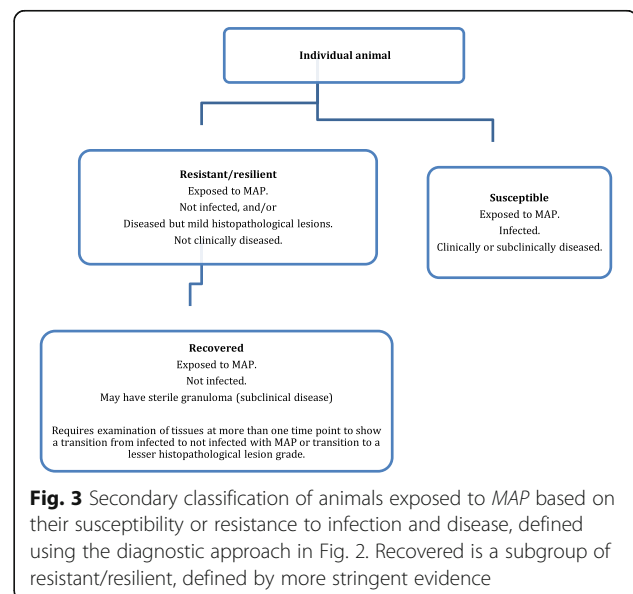 Individual animal
Resistant/resilient
Exposed to MAP.
Not infected, and/or
Diseased but mild histopathological lesions.
Not clinically diseased.
Susceptible
Exposed to MAP.
Infected.
Clinically or subclinically diseased.
Recovered
Exposed to MAP.
Not infected.
May have sterile granuloma (subclinical disease)
Requires examination of tissues at more than one time point to show
a transition from infected to not infected with MAP or transition to a
lesser histopathological lesion grade.
Fig. 3 Secondary classification of animals exposed to MAP based on
their susceptibility or resistance to infection and disease, defined
using the diagnostic approach in Fig. 2. Recovered is a subgroup of
resistant/resilient, defined by more stringent evidence